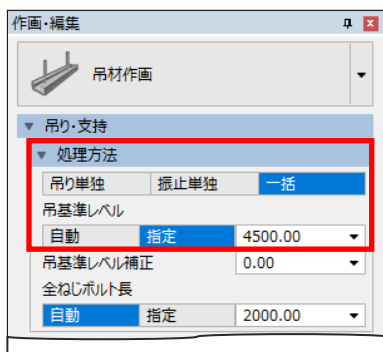 作画・編集
吊材作画
吊り・支持
処理方法
吊り単独 振止単独 一括
吊基準レベル
自動 指定 4500.00
吊基準レベル補正 0.00
全ねじボルト長
自動 指定 2000.00